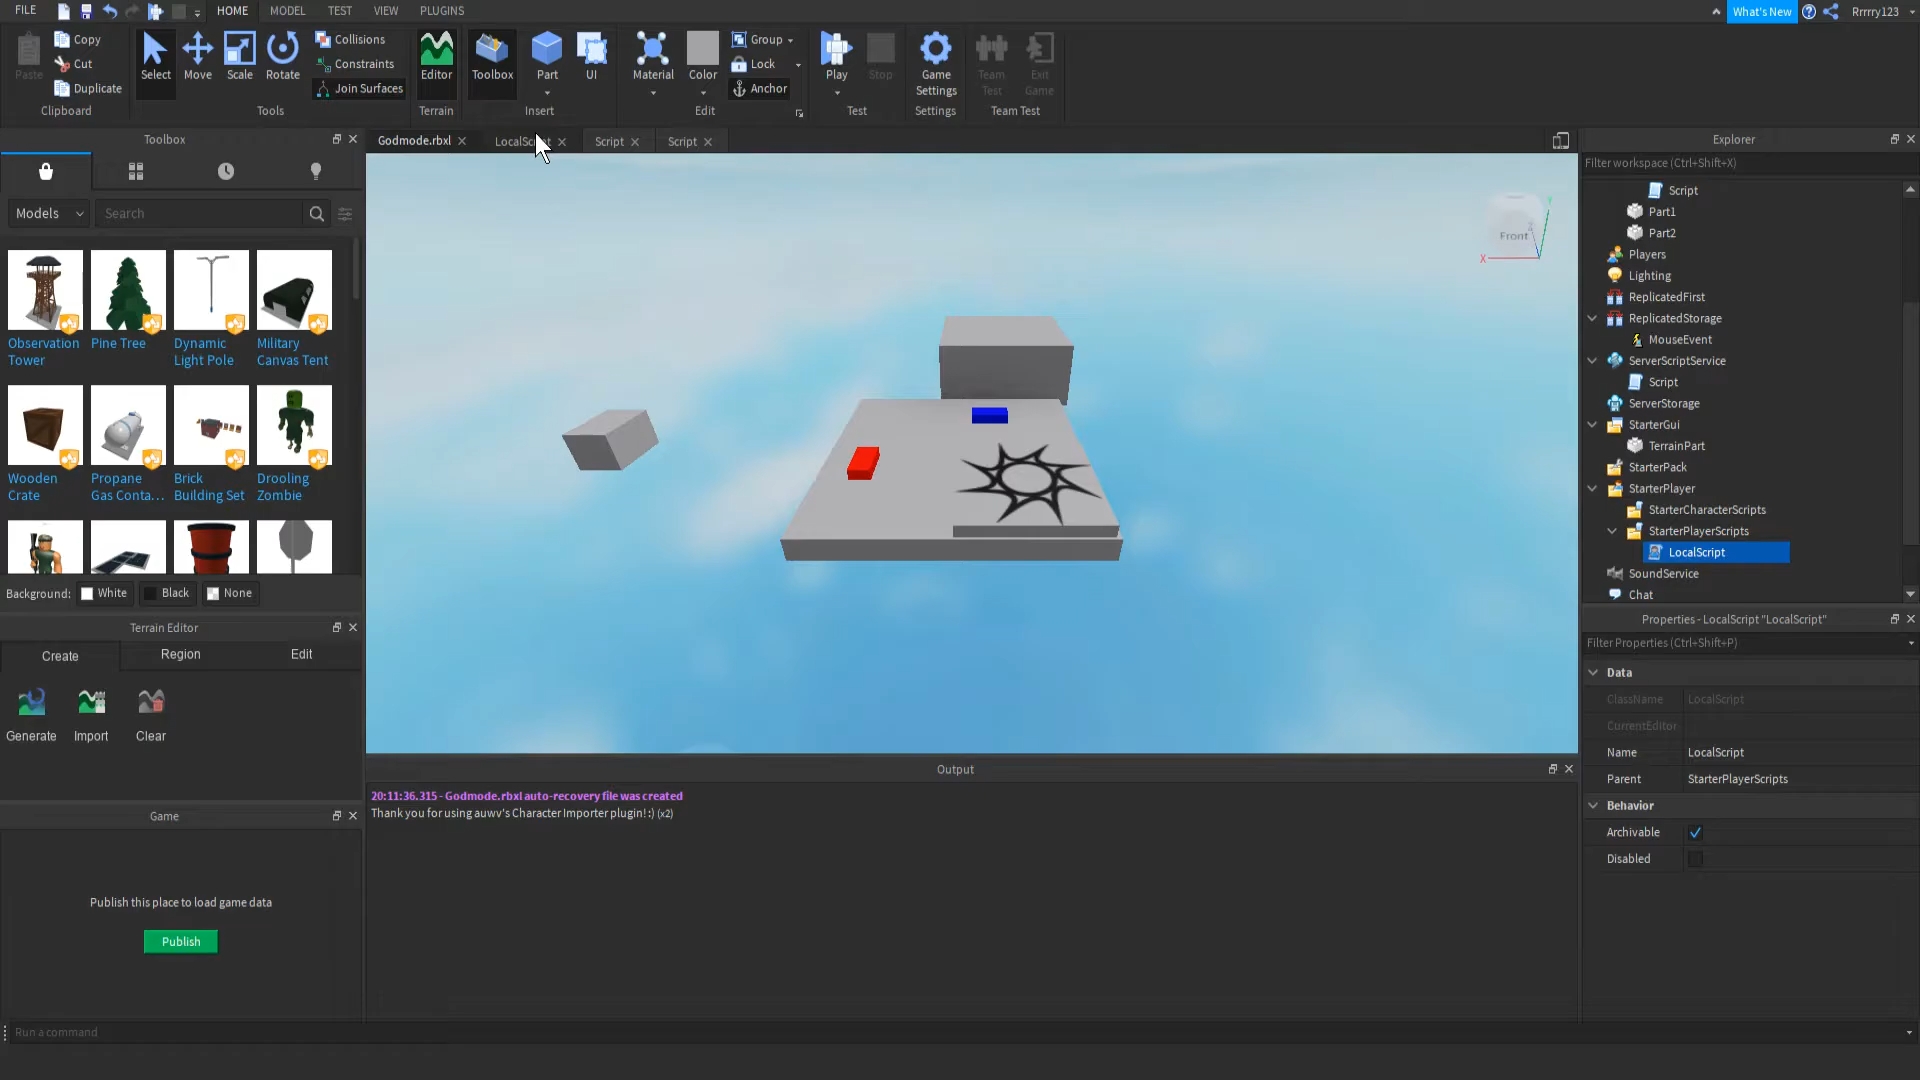 FILE
HOME
MODEL
TEST
VIEW
PLUGINS
What's New
Rrrrry123
Paste
Copy
Cut
Duplicate
Clipboard
Select
Move
Scale
Rotate
Collisions
Constraints
Join Surfaces
Tools
Editor
Terrain
Toolbox
Part
UI
Insert
Material
Color
Group
Lock
Anchor
Edit
Play
Stop
Test
Game
Settings
Settings
Team
Test
Exit
Game
Team Test
Toolbox
Models
Search
Observation
Tower
Pine Tree
Dynamic
Light Pole
Military
Canvas Tent
Wooden
Crate
Propane
Gas Conta...
Brick
Building Set
Drooling
Zombie
Background:
White
Black
None
Terrain Editor
Create
Region
Edit
Generate
Import
Clear
Game
Publish this place to load game data
Publish
Run a command
Godmode.rbxl
LocalScript
Script
Script
Front
X
Y
Z
Output
20:11:36.315 - Godmode.rbxl auto-recovery file was created
Thank you for using auwv's Character Importer plugin! :) (x2)
Explorer
Filter workspace (Ctrl+Shift+X)
Script
Part1
Part2
Players
Lighting
ReplicatedFirst
ReplicatedStorage
MouseEvent
ServerScriptService
Script
ServerStorage
StarterGui
TerrainPart
StarterPack
StarterPlayer
StarterCharacterScripts
StarterPlayerScripts
LocalScript
SoundService
Chat
Properties - LocalScript "LocalScript"
Filter Properties (Ctrl+Shift+P)
Data
ClassName LocalScript
CurrentEditor
Name LocalScript
Parent StarterPlayerScripts
Behavior
Archivable
Disabled